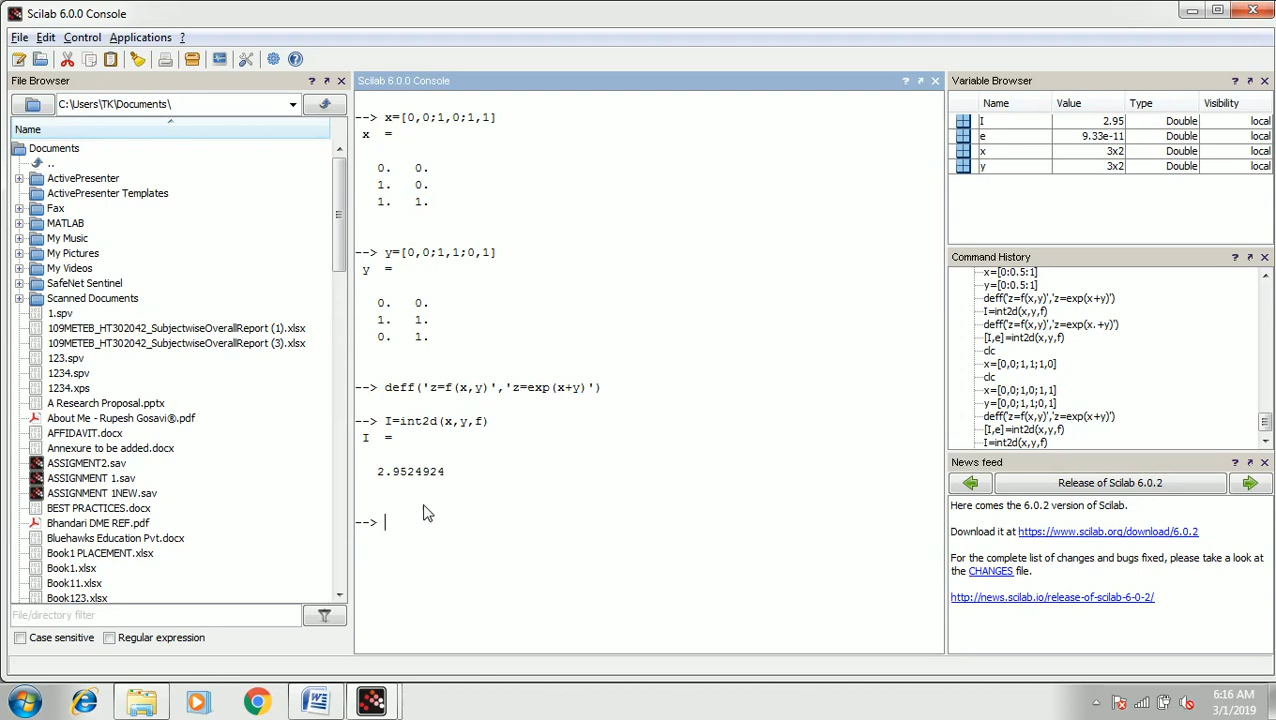 Scilab 6.0.0 Console
File Edit Control Applications ?
File Browser ? ×
C:\Users\TK\Documents\
Name
Documents
..
ActivePresenter
ActivePresenter Templates
Fax
MATLAB
My Music
My Pictures
My Videos
SafeNet Sentinel
Scanned Documents
1.spv
109METEB_HT302042_SubjectwiseOverallReport (1).xlsx
109METEB_HT302042_SubjectwiseOverallReport (3).xlsx
123.spv
1234.spv
1234.xps
A Research Proposal.pptx
About Me - Rupesh Gosavi®.pdf
AFFIDAVIT.docx
Annexure to be added.docx
ASSIGMENT2.sav
ASSIGNMENT 1.sav
ASSIGNMENT 1NEW.sav
BEST PRACTICES.docx
Bhandari DME REF.pdf
Bluehawks Education Pvt.docx
Book1 PLACEMENT.xlsx
Book1.xlsx
Book11.xlsx
Book123.xlsx
File/directory filter
Case sensitive Regular expression
Scilab 6.0.0 Console ?
--> x=[0,0;1,0;1,1]
x =
0. 0.
1. 0.
1. 1.
--> y=[0,0;1,1;0,1]
y =
0. 0.
1. 1.
0. 1.
--> deff('z=f(x,y)','z=exp(x+y)')
--> I=int2d(x,y,f)
I =
2.9524924
-->
Variable Browser ?
Name Value Type Visibility
I 2.95 Double local
e 9.33e-11 Double local
x 3x2 Double local
y 3x2 Double local
Command History ?
x=[0:0.5:1]
y=[0:0.5:1]
deff('z=f(x,y)','z=exp(x+y)')
I=int2d(x,y,f)
deff('z=f(x,y)','z=exp(x.+y)')
[I,e]=int2d(x,y,f)
clc
x=[0,0;1,1;1,0]
clc
x=[0,0;1,0;1,1]
y=[0,0;1,1;0,1]
deff('z=f(x,y)','z=exp(x+y)')
[I,e]=int2d(x,y,f)
I=int2d(x,y,f)
News feed ?
Release of Scilab 6.0.2
Here comes the 6.0.2 version of Scilab.
Download it at https://www.scilab.org/download/6.0.2
For the complete list of changes and bugs fixed, please take a look at
the CHANGES file.
http://news.scilab.io/release-of-scilab-6-0-2/
6:16 AM
3/1/2019